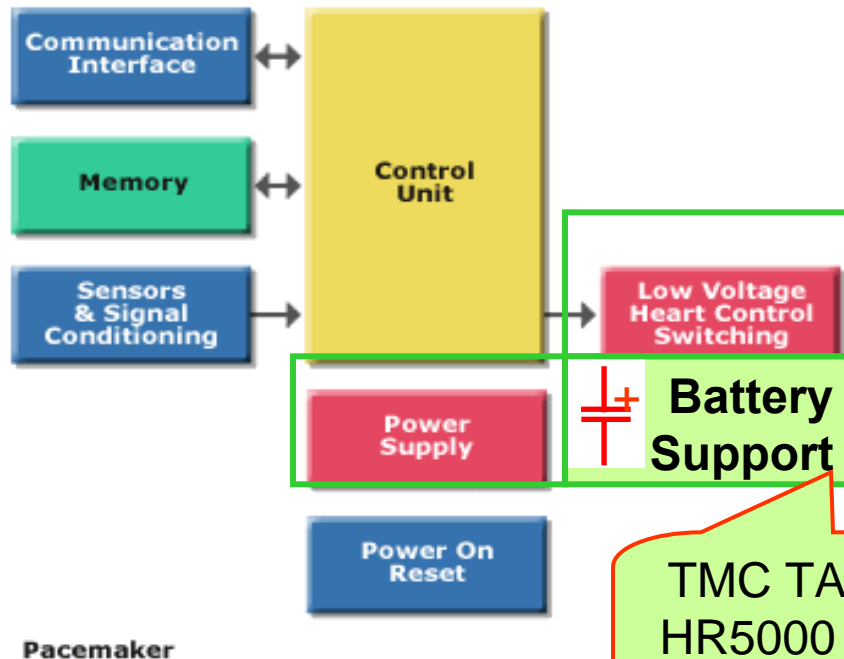 Communication
Interface
Memory
Sensors
& Signal
Conditioning
Control
Unit
Low Voltage
Heart Control
Switching
Power
Supply
+
Battery
Support
Power On
Reset
TMC TA
HR5000
Pacemaker